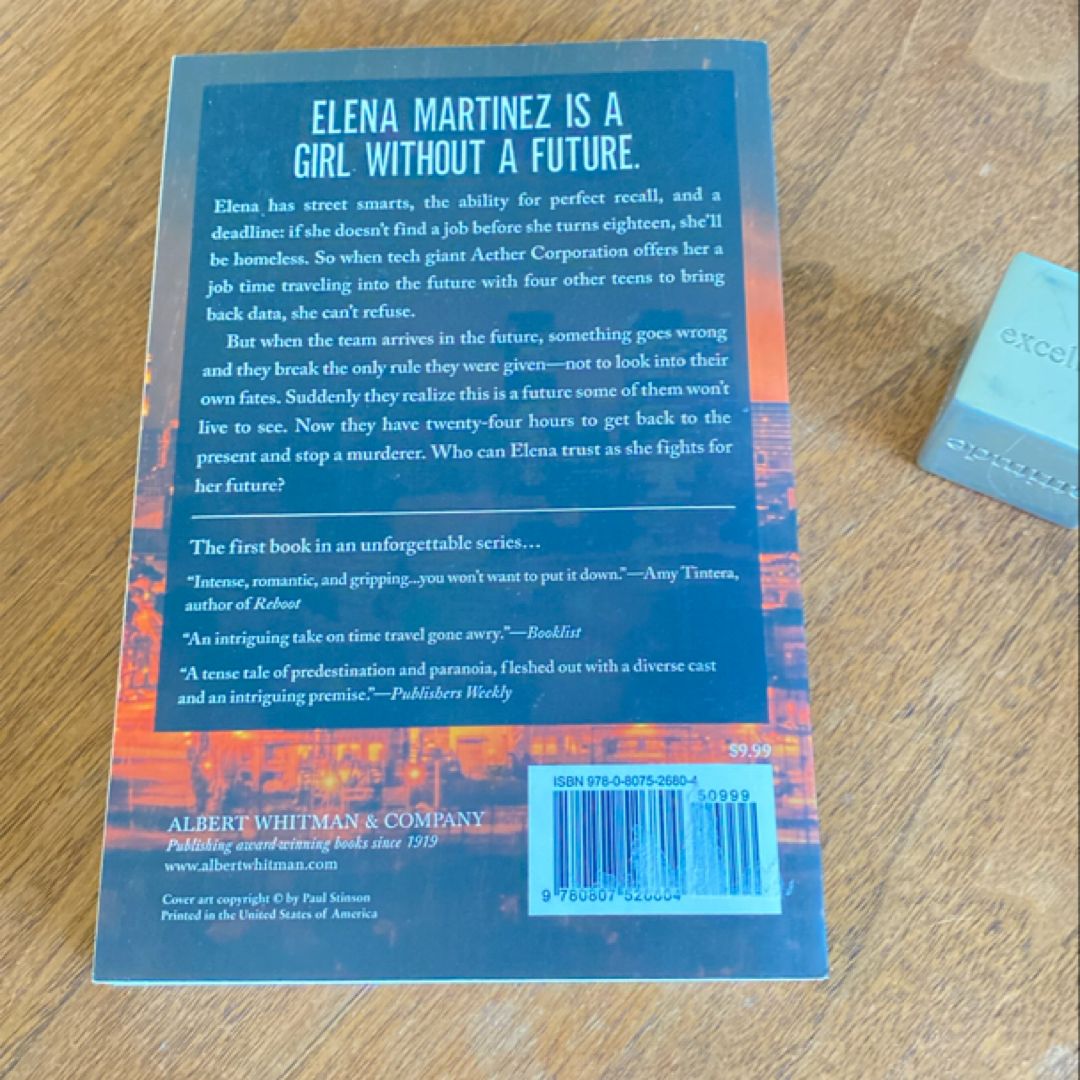 ELENA MARTINEZ IS A
GIRL WITHOUT A FUTURE.
Elena has street smarts, the ability for perfect recall, and a
deadline: if she doesn't find a job before she turns eighteen, she'll
be homeless. So when tech giant Aether Corporation offers her a
job time traveling into the future with four other teens to bring
back data, she can't refuse.
But when the team arrives in the future, something goes wrong
and they break the only rule they were given—not to look into their
own fates. Suddenly they realize this is a future some of them won't
live to see. Now they have twenty-four hours to get back to the
present and stop a murderer. Who can Elena trust as she fights for
her future?
The first book in an unforgettable series...
“Intense, romantic, and gripping...you won't want to put it down.”—Amy Tintera,
author of Reboot
“An intriguing take on time travel gone awry.”—Booklist
“A tense tale of predestination and paranoia, fleshed out with a diverse cast
and an intriguing premise.”—Publishers Weekly
$9.99
ISBN 978-0-8075-2680-4
50999
9 780807 526804
ALBERT WHITMAN & COMPANY
Publishing award-winning books since 1919
www.albertwhitman.com
Cover art copyright © by Paul Stinson
Printed in the United States of America